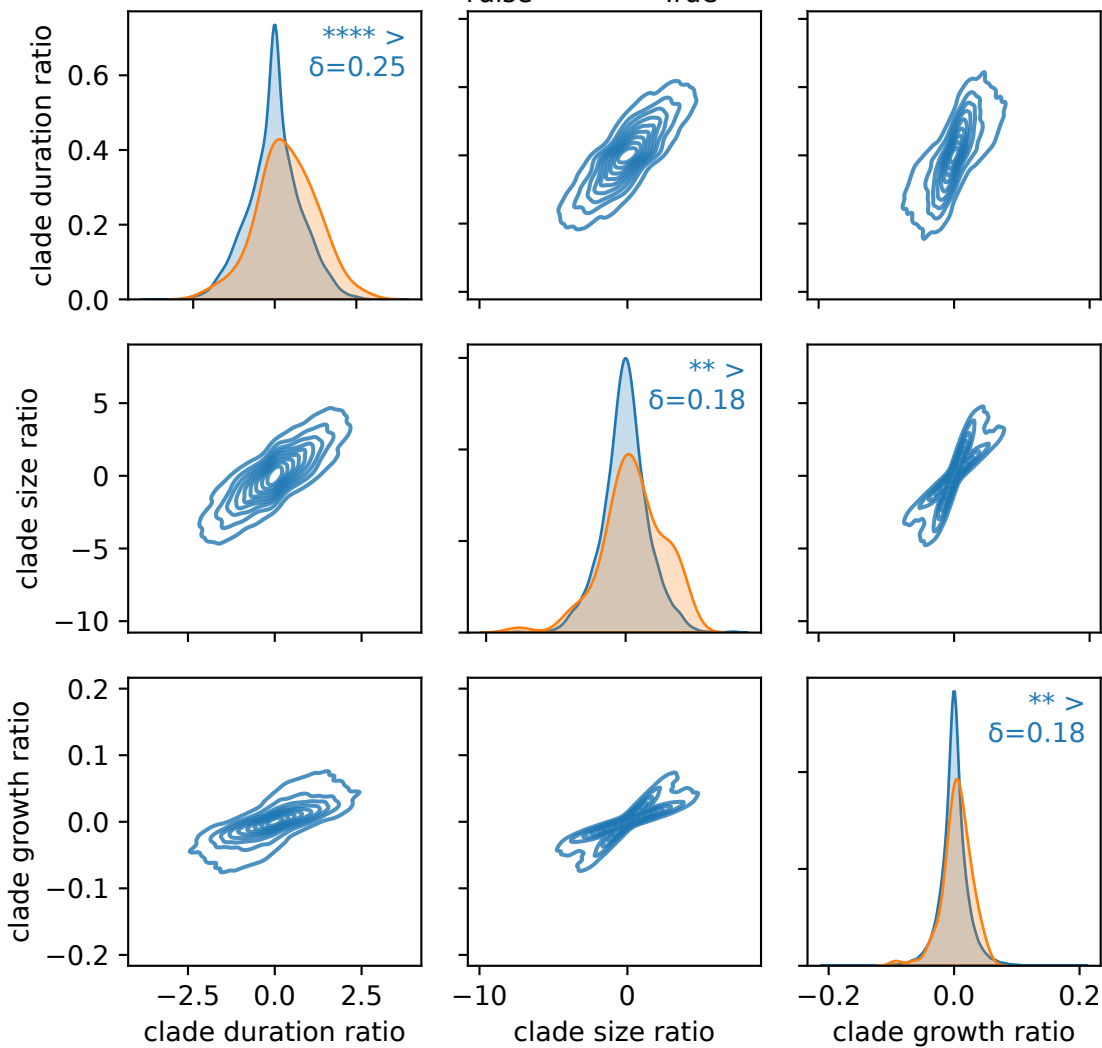 False True
clade duration ratio
0.6
0.4
0.2
0.0
**** >
δ=0.25
clade size ratio
5
0
−5
−10
** >
δ=0.18
clade growth ratio
0.2
0.1
0.0
−0.1
−0.2
** >
δ=0.18
−2.5 0.0 2.5
−10 0
−0.2 0.0 0.2
clade duration ratio
clade size ratio
clade growth ratio